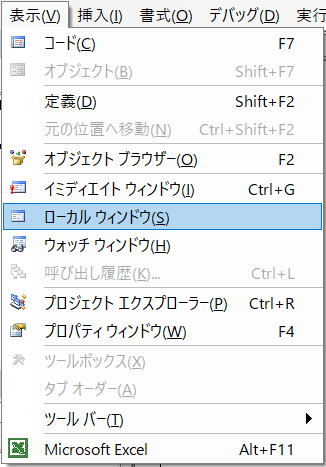 表示(V) 挿入(I) 書式(O) デバッグ(D) 実行
コード(C) F7
オブジェクト(B) Shift+F7
定義(D) Shift+F2
元の位置へ移動(N) Ctrl+Shift+F2
オブジェクト ブラウザー(O) F2
イミディエイト ウィンドウ(I) Ctrl+G
ローカル ウィンドウ(S)
ウォッチ ウィンドウ(H)
呼び出し履歴(K)... Ctrl+L
プロジェクト エクスプローラー(P) Ctrl+R
プロパティ ウィンドウ(W) F4
ツールボックス(X)
タブ オーダー(A)
ツール バー(T)
Microsoft Excel Alt+F11